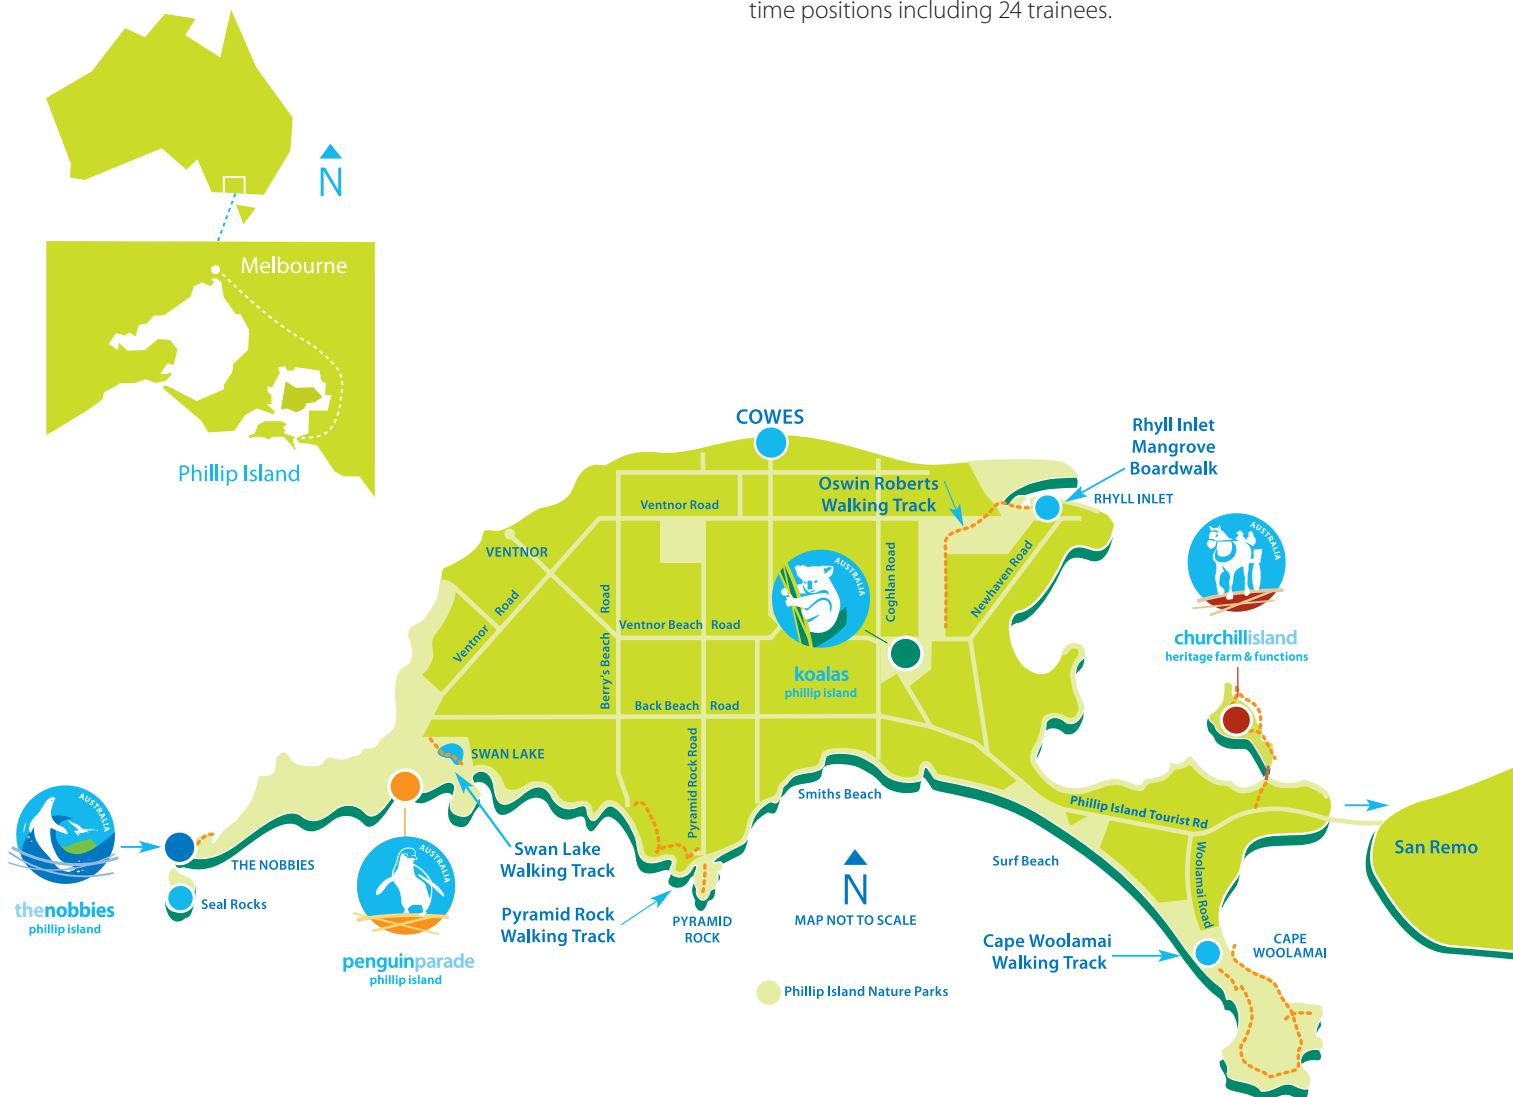 time positions including 24 trainees.
N
Melbourne
Phillip Island
COWES
Rhyll Inlet
Mangrove
Boardwalk
Oswin Roberts
Walking Track
RHYLL INLET
Ventnor Road
VENTNOR
AUSTRALIA
Coghlan Road
Newhaven Road
AUSTRALIA
Ventnor Road
Berry's Beach Road
Ventnor Beach Road
koalas
phillip island
churchillisland
heritage farm & functions
Back Beach Road
Pyramid Rock Road
SWAN LAKE
Smiths Beach
Phillip Island Tourist Rd
AUSTRALIA
thenobbies
phillip island
THE NOBBIES
Seal Rocks
AUSTRALIA
penguinparade
phillip island
Swan Lake
Walking Track
Pyramid Rock
Walking Track
PYRAMID
ROCK
N
MAP NOT TO SCALE
Surf Beach
Woolamai Road
San Remo
Cape Woolamai
Walking Track
CAPE
WOOLAMAI
Phillip Island Nature Parks